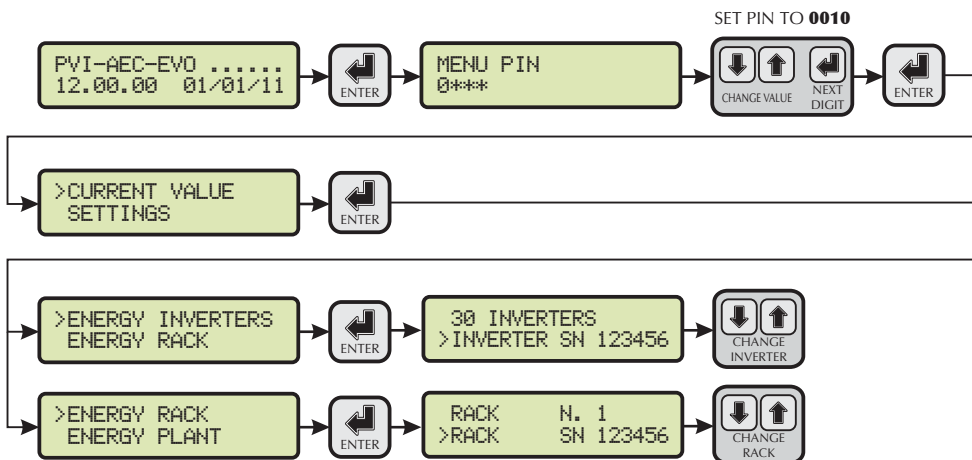 SET PIN TO 0010
PVI-AEC-EVO ......
12.00.00 01/01/11
ENTER
MENU PIN
0***
CHANGE VALUE
NEXT
DIGIT
ENTER
>CURRENT VALUE
SETTINGS
ENTER
>ENERGY INVERTERS
ENERGY RACK
ENTER
30 INVERTERS
>INVERTER SN 123456
CHANGE
INVERTER
>ENERGY RACK
ENERGY PLANT
ENTER
RACK N. 1
>RACK SN 123456
CHANGE
RACK